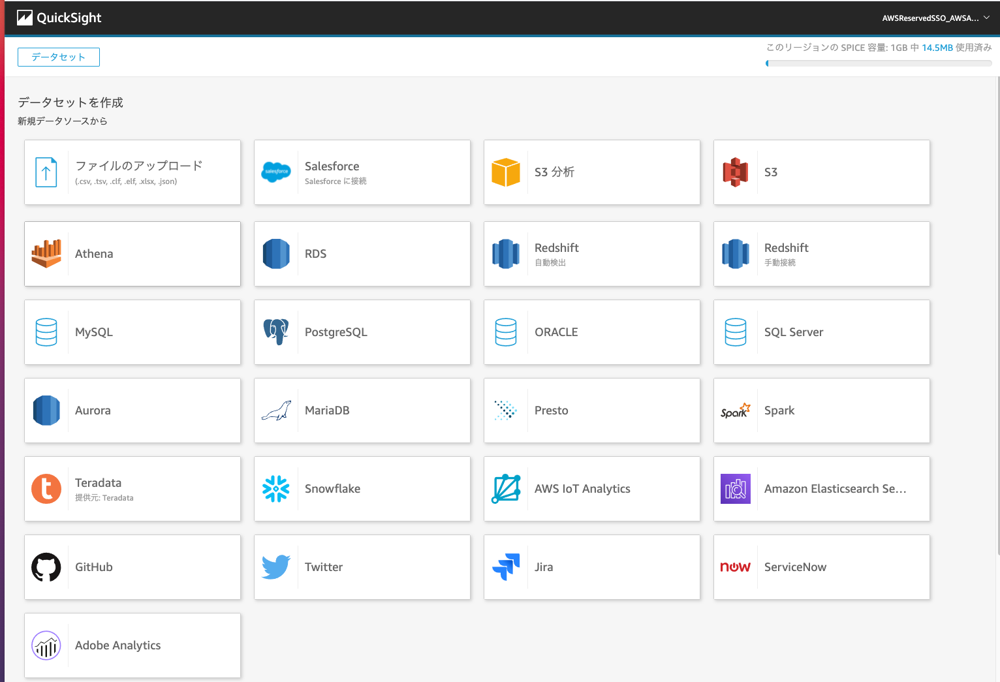 QuickSight
AWSReservedSSO_AWSA...
データセット
このリージョンの SPICE 容量: 1GB 中 14.5MB 使用済み
データセットを作成
新規データソースから
ファイルのアップロード
(.csv, .tsv, .clf, .elf, .xlsx, .json)
salesforce
Salesforce
Salesforce に接続
S3 分析
S3
Athena
RDS
Redshift
自動検出
Redshift
手動接続
MySQL
PostgreSQL
ORACLE
SQL Server
Aurora
MariaDB
Presto
Spark
Spark
t
Teradata
提供元: Teradata
Snowflake
AWS IoT Analytics
Amazon Elasticsearch Se...
GitHub
Twitter
Jira
now
ServiceNow
Adobe Analytics